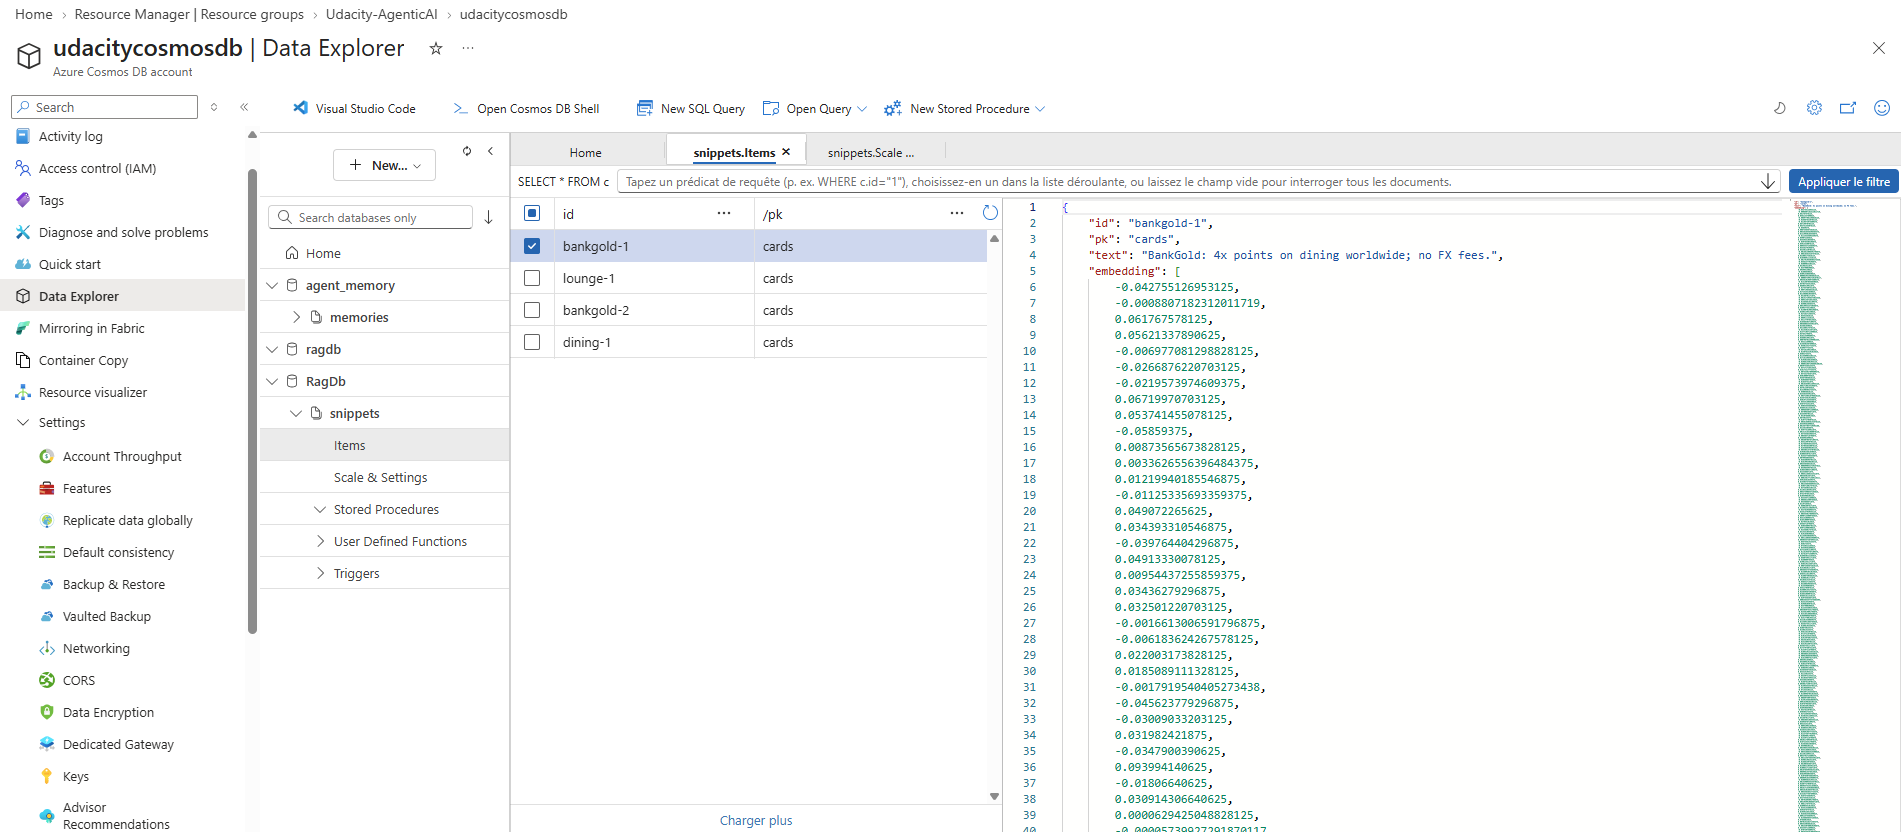 Home > Resource Manager | Resource groups > Udacity-AgenticAI > udacitycosmosdb
udacitycosmosdb | Data Explorer
Azure Cosmos DB account
Search
Activity log
Access control (IAM)
Tags
Diagnose and solve problems
Quick start
Data Explorer
Mirroring in Fabric
Container Copy
Resource visualizer
Settings
Account Throughput
Features
Replicate data globally
Default consistency
Backup & Restore
Vaulted Backup
Networking
CORS
Data Encryption
Dedicated Gateway
Keys
Advisor
Recommendations
Visual Studio Code
Open Cosmos DB Shell
New SQL Query
Open Query
New Stored Procedure
New...
Search databases only
Home
agent_memory
memories
ragdb
RagDb
snippets
Items
Scale & Settings
Stored Procedures
User Defined Functions
Triggers
Home
snippets.Items
snippets.Scale ...
SELECT * FROM c
Tapez un prédicat de requête (p. ex. WHERE c.id="1"), choisissez-en un dans la liste déroulante, ou laissez le champ vide pour interroger tous les documents.
Appliquer le filtre
id /pk
bankgold-1 cards
lounge-1 cards
bankgold-2 cards
dining-1 cards
Charger plus
1 {
2 "id": "bankgold-1",
3 "pk": "cards",
4 "text": "BankGold: 4x points on dining worldwide; no FX fees.",
5 "embedding": [
6 -0.042755126953125,
7 -0.0008807182312011719,
8 0.061767578125,
9 0.05621337890625,
10 -0.006977081298828125,
11 -0.0266876220703125,
12 -0.0219573974609375,
13 0.06719970703125,
14 0.053741455078125,
15 -0.05859375,
16 0.00873565673828125,
17 0.0033626556396484375,
18 0.01219940185546875,
19 -0.01125335693359375,
20 0.049072265625,
21 0.034393310546875,
22 -0.039764404296875,
23 0.04913330078125,
24 0.00954437255859375,
25 0.03436279296875,
26 0.032501220703125,
27 -0.0016613006591796875,
28 -0.006183624267578125,
29 0.022003173828125,
30 0.0185089111328125,
31 -0.0017919540405273438,
32 -0.045623779296875,
33 -0.03009033203125,
34 0.031982421875,
35 -0.0347900390625,
36 0.093994140625,
37 -0.01806640625,
38 0.030914306640625,
39 0.0000629425048828125,
40